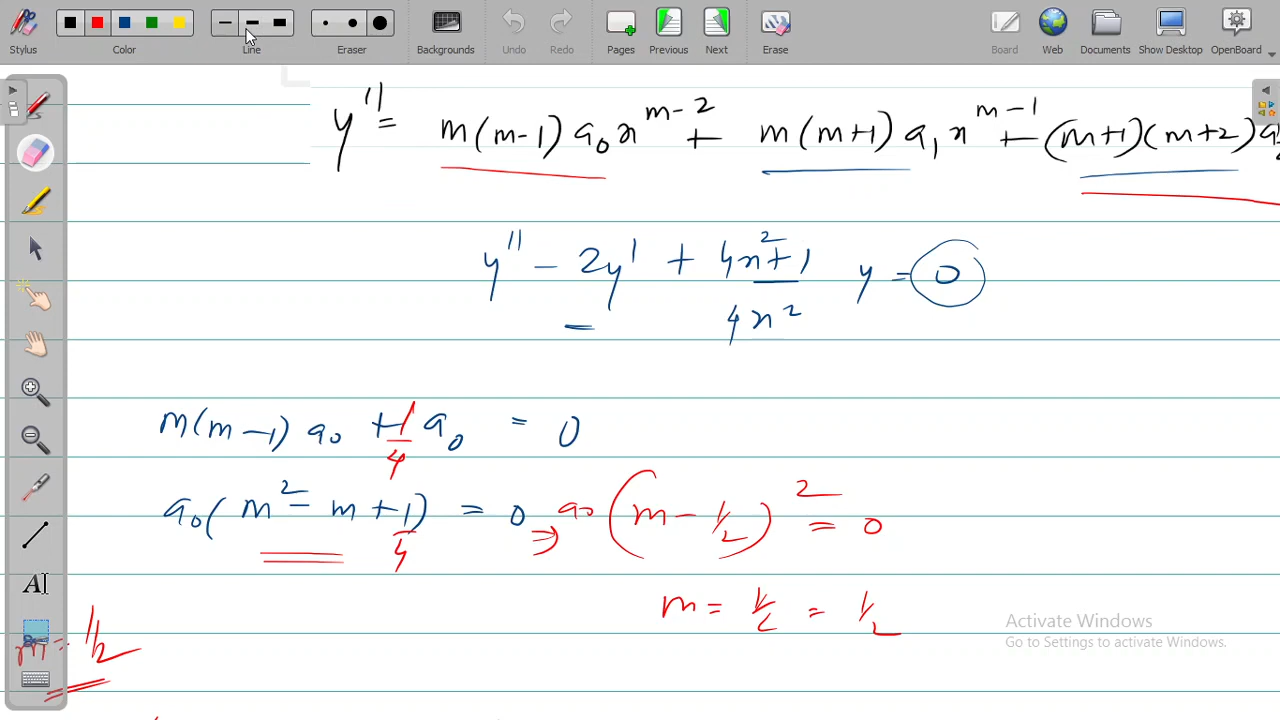 Stylus Color Line Eraser Backgrounds Undo Redo Pages Previous Next Erase Board Web Documents Show Desktop OpenBoard
y'' = m(m-1) a₀ x^(m-2) + m(m+1) a₁ x^(m-1) + (m+1)(m+2) a₂
y'' - 2y' + (4x²+1)/(4x²) y = 0
m(m-1) a₀ + 1/4 a₀ = 0
a₀(m² - m + 1/4) = 0 ⇒ a₀ (m - 1/2)² = 0
m = 1/2 = 1/2
m = 1/2
Activate Windows
Go to Settings to activate Windows.